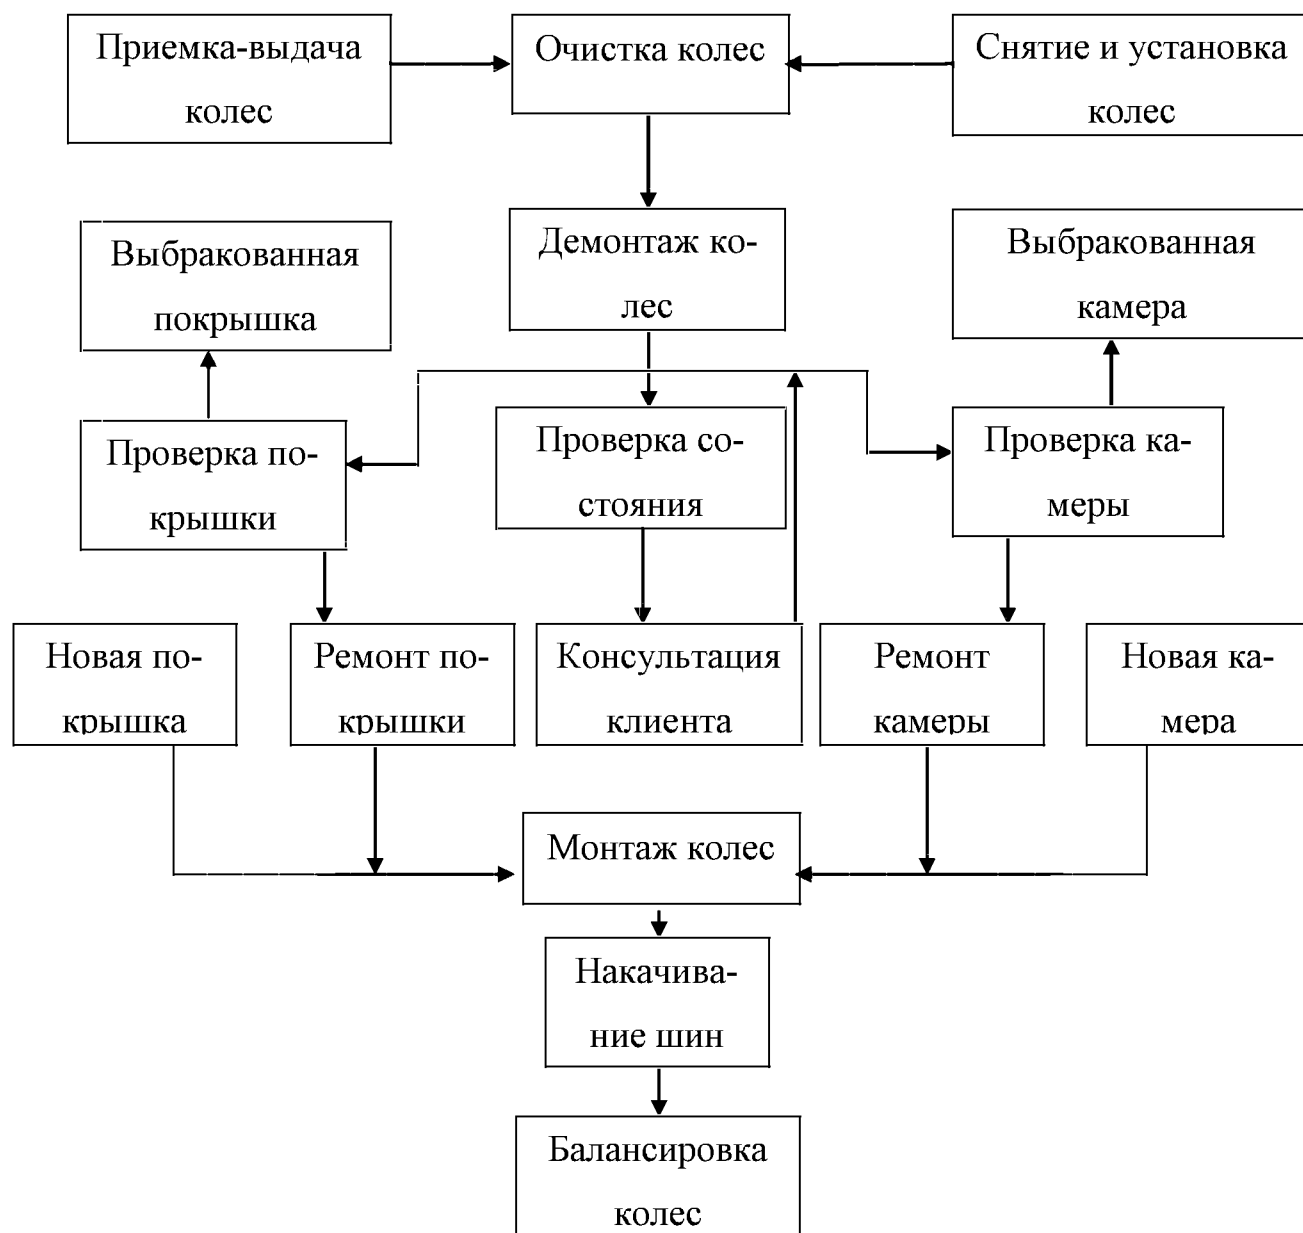 Приемка-выдача
колес
Очистка колес
Снятие и установка
колес
Выбракованная
покрышка
Демонтаж ко-
лес
Выбракованная
камера
Проверка по-
крышки
Проверка со-
стояния
Проверка ка-
меры
Новая по-
крышка
Ремонт по-
крышки
Консультация
клиента
Ремонт
камеры
Новая ка-
мера
Монтаж колес
Накачива-
ние шин
Балансировка
колес